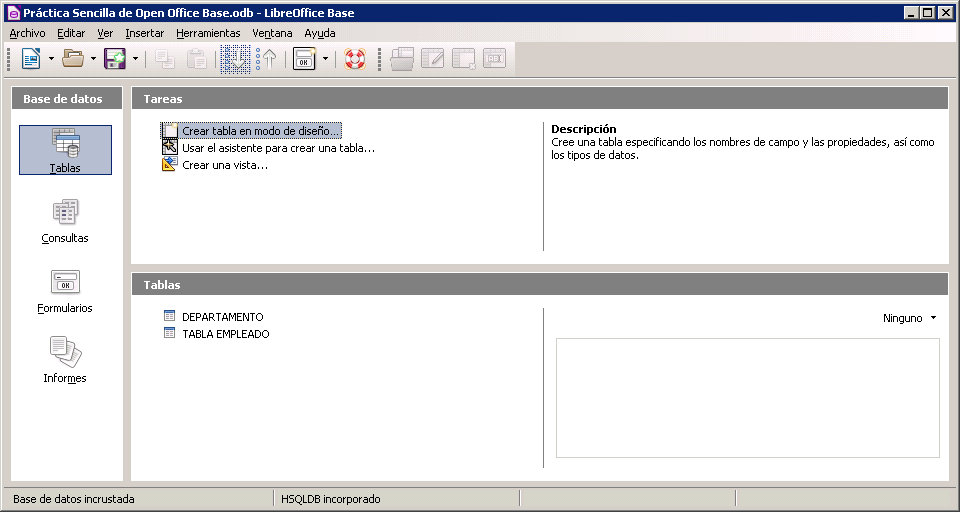 Práctica Sencilla de Open Office Base.odb - LibreOffice Base
Archivo Editar Ver Insertar Herramientas Ventana Ayuda
OK
Base de datos
Tareas
Tablas
Consultas
OK
Formularios
Informes
Crear tabla en modo de diseño...
Usar el asistente para crear una tabla...
Crear una vista...
Descripción
Cree una tabla especificando los nombres de campo y las propiedades, así como
los tipos de datos.
Tablas
DEPARTAMENTO
TABLA EMPLEADO
Ninguno
Base de datos incrustada
HSQLDB incorporado